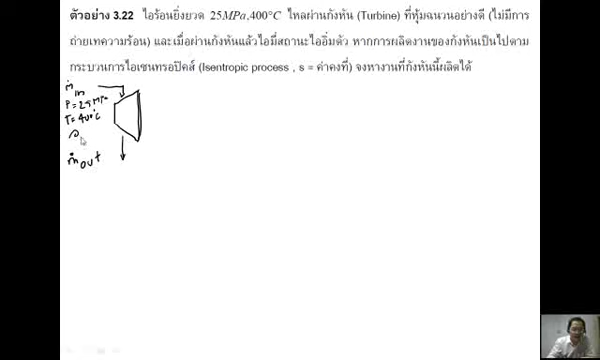 ตัวอย่าง 3.22 ไอร้อนยิ่งยวด 25MPa,400°C ไหลผ่านกังหัน (Turbine) ที่หุ้มฉนวนอย่างดี (ไม่มีการ
ถ่ายเทความร้อน) และเมื่อผ่านกังหันแล้วไอมีสถานะไออิ่มตัว หากการผลิตงานของกังหันเป็นไปตาม
กระบวนการไอเซนทรอปิคส์ (Isentropic process , s = ค่าคงที่) จงหางานที่กังหันนี้ผลิตได้
ṁ in
P = 25 MPa
T = 400°C
ṁ out